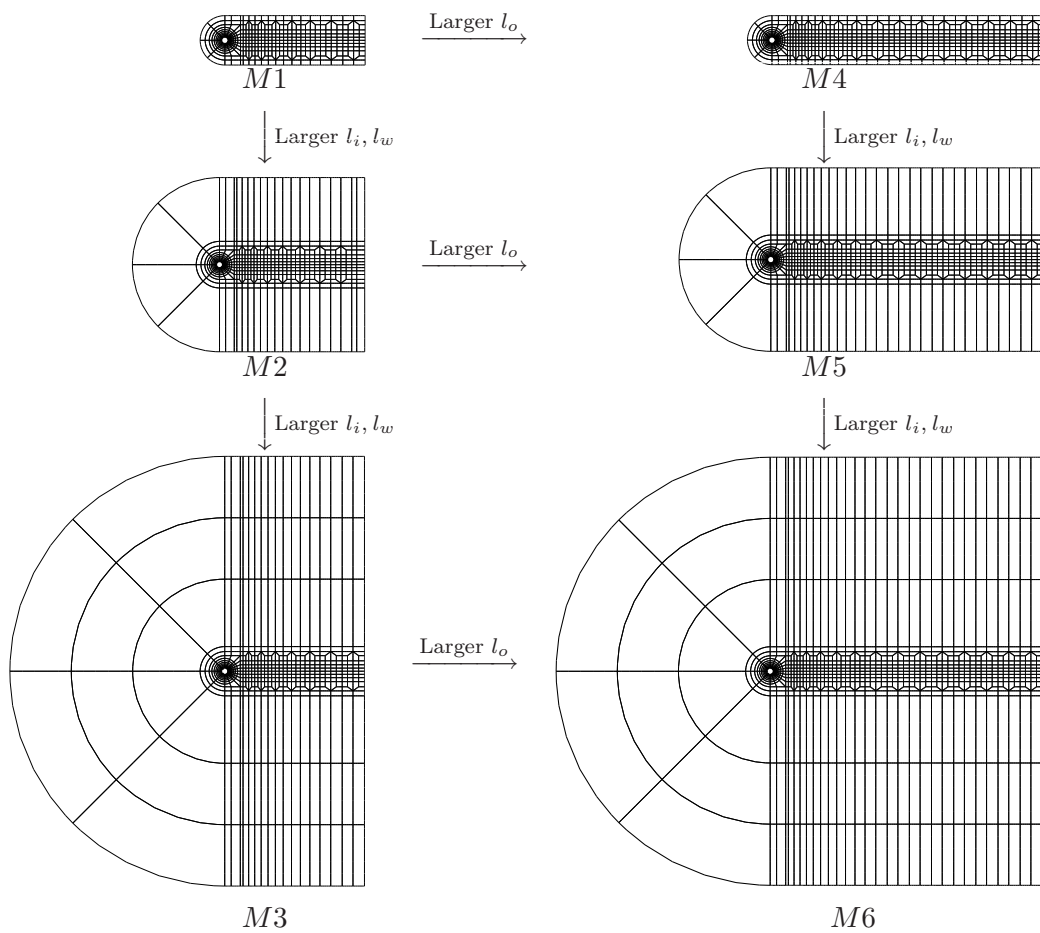 Larger l_o
M1
M4
Larger l_i, l_w
Larger l_i, l_w
Larger l_o
M2
M5
Larger l_i, l_w
Larger l_i, l_w
Larger l_o
M3
M6